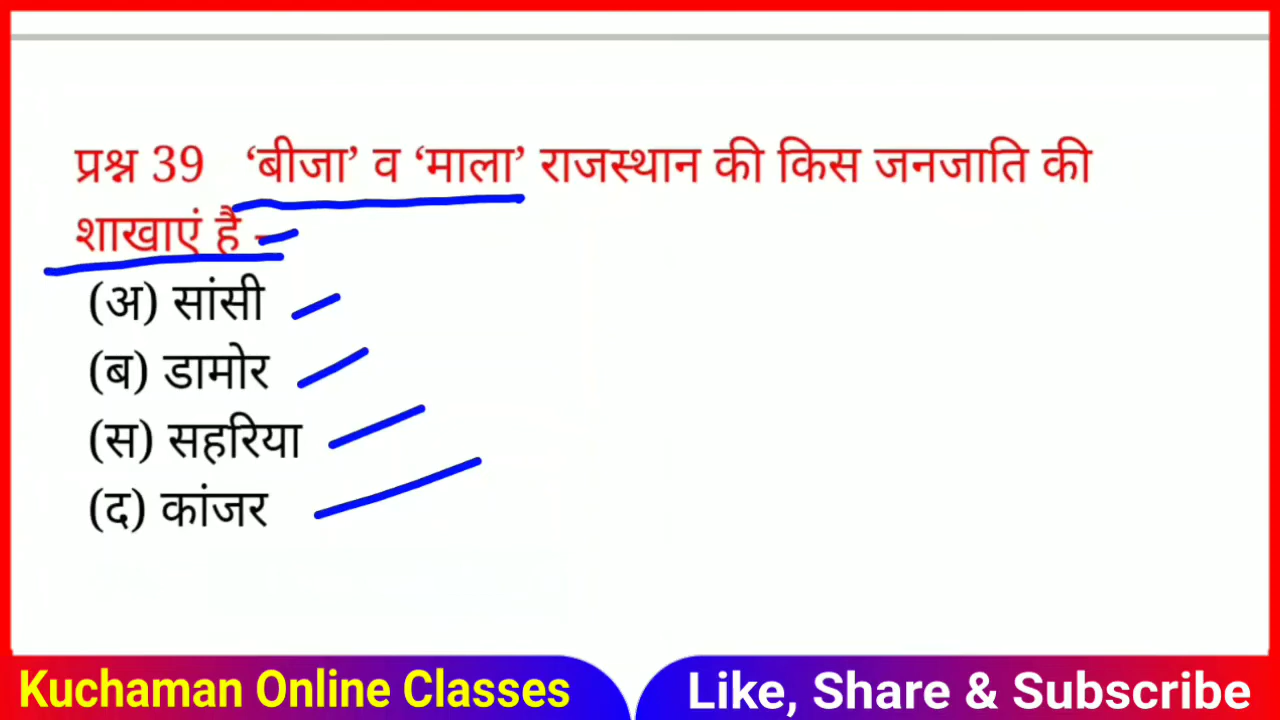 प्रश्न 39 ‘बीजा’ व ‘माला’ राजस्थान की किस जनजाति की
शाखाएं है -
(अ) सांसी
(ब) डामोर
(स) सहरिया
(द) कांजर
Kuchaman Online Classes
Like, Share & Subscribe